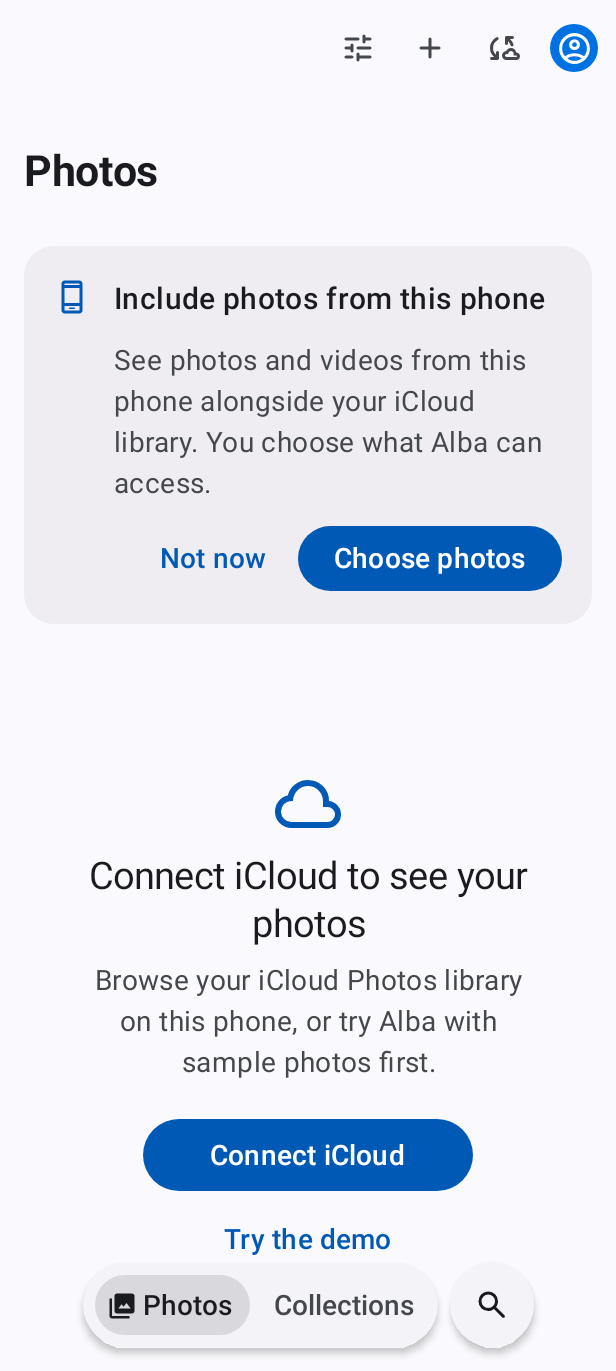 Photos
Include photos from this phone
See photos and videos from this
phone alongside your iCloud
library. You choose what Alba can
access.
Not now
Choose photos
Connect iCloud to see your
photos
Browse your iCloud Photos library
on this phone, or try Alba with
sample photos first.
Connect iCloud
Try the demo
Photos
Collections